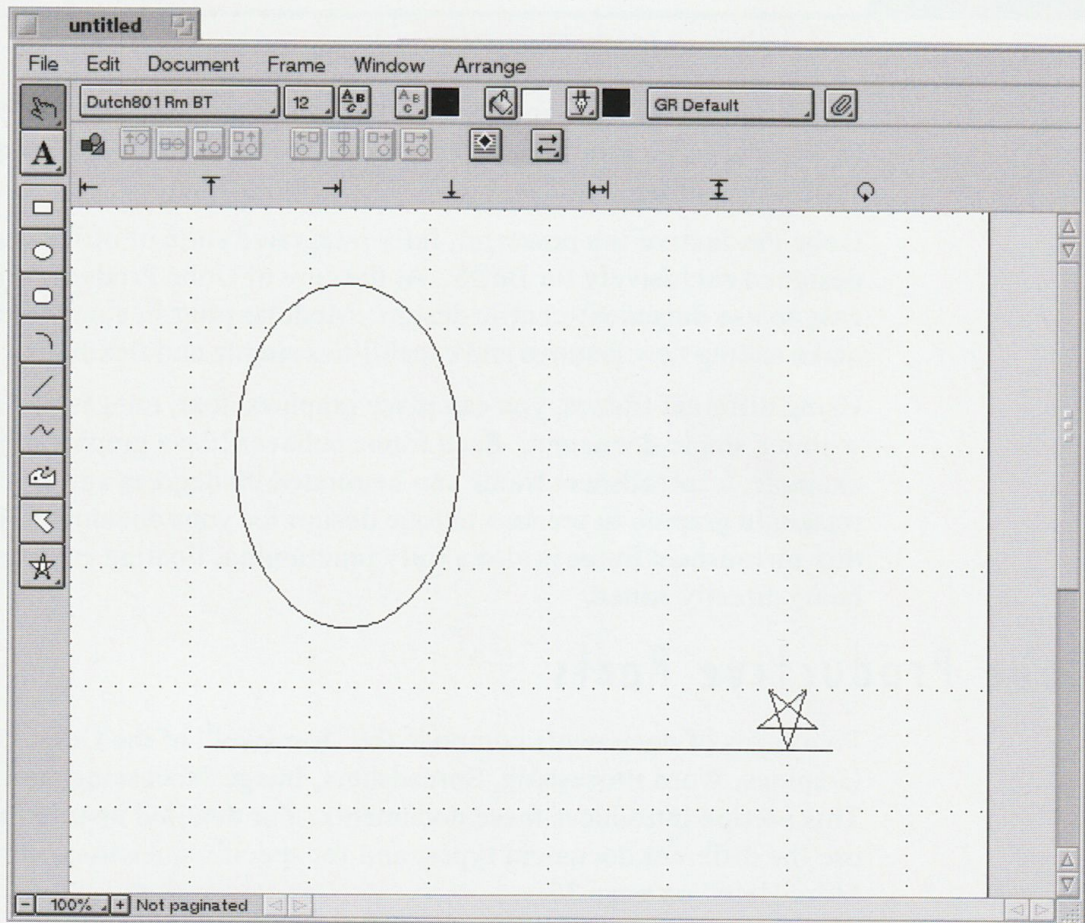 untitled
File Edit Document Frame Window Arrange
Dutch801 Rm BT 12 A B C A B C GR Default
A
100% Not paginated